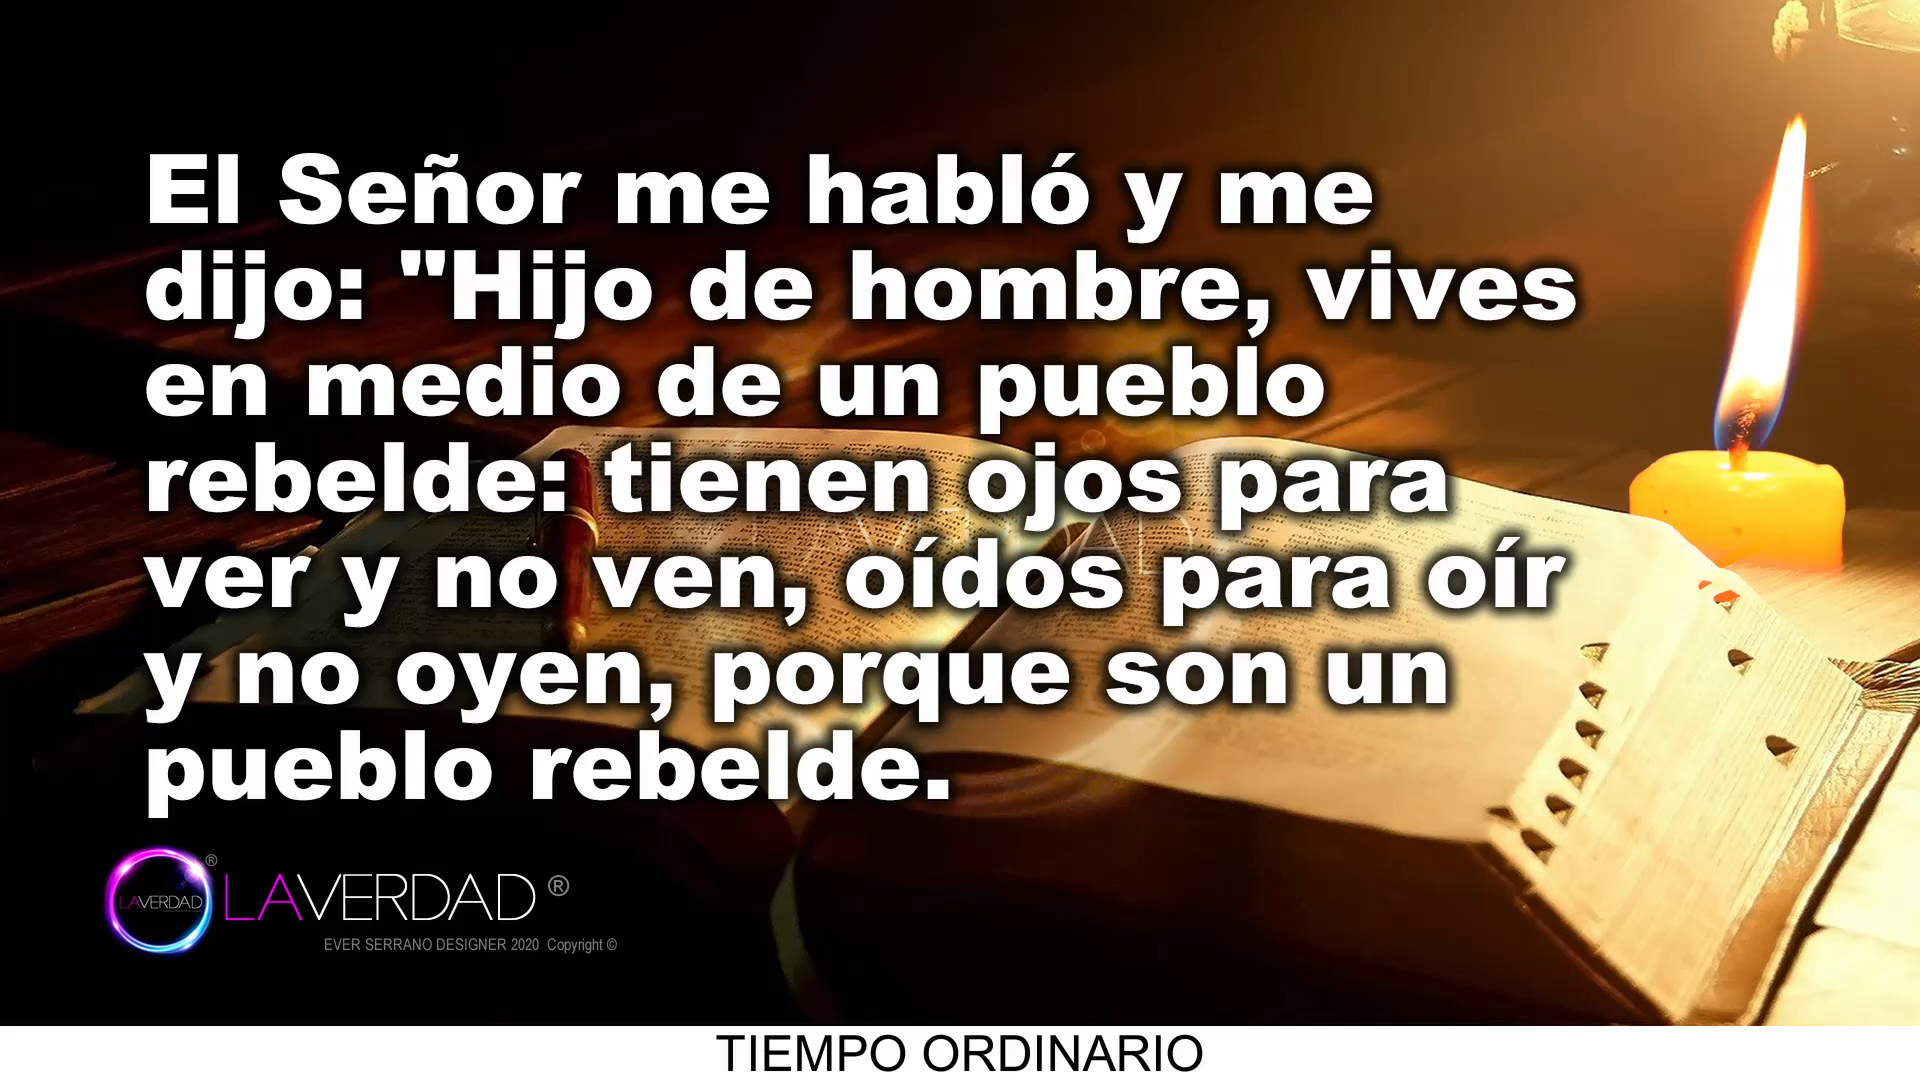 El Señor me habló y me
dijo: "Hijo de hombre, vives
en medio de un pueblo
rebelde: tienen ojos para
ver y no ven, oídos para oír
y no oyen, porque son un
pueblo rebelde.
LAVERDAD ®
LAVERDAD ®
EVER SERRANO DESIGNER 2020 Copyright ©
TIEMPO ORDINARIO